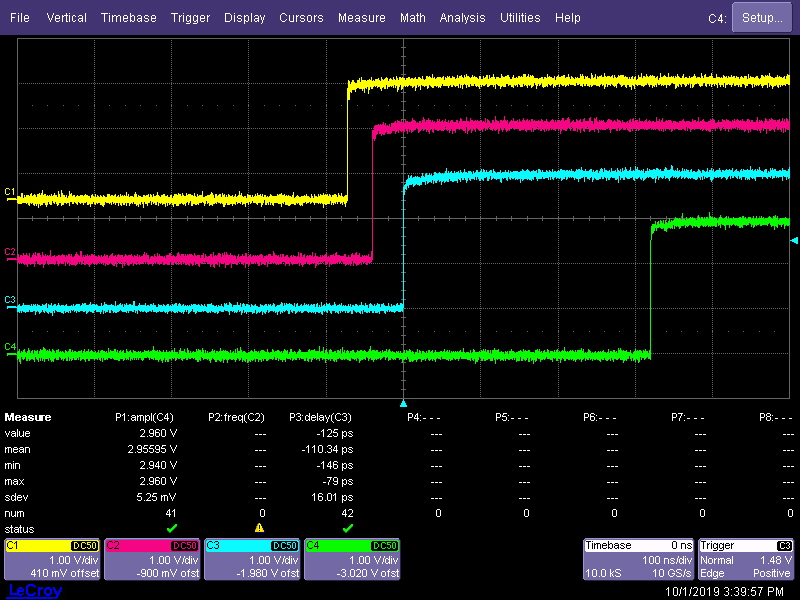 File Vertical Timebase Trigger Display Cursors Measure Math Analysis Utilities Help C4: Setup...
C1
C2
C3
C4
Measure P1:ampl(C4) P2:freq(C2) P3:delay(C3) P4:- - - P5:- - - P6:- - - P7:- - - P8:- - -
value 2.960 V --- -125 ps --- --- --- --- ---
mean 2.95595 V --- -110.34 ps --- --- --- --- ---
min 2.940 V --- -146 ps --- --- --- --- ---
max 2.960 V --- -79 ps --- --- --- --- ---
sdev 5.25 mV --- 16.01 ps --- --- --- --- ---
num 41 0 42 0 0 0 0 0
status
C1 DC50 C2 DC50 C3 DC50 C4 DC50 Timebase 0 ns Trigger C3
1.00 V/div 1.00 V/div 1.00 V/div 1.00 V/div 100 ns/div Normal 1.48 V
410 mV offset -900 mV ofst -1.980 V ofst -3.020 V ofst 10.0 kS 10 GS/s Edge Positive
LeCroy 10/1/2019 3:39:57 PM